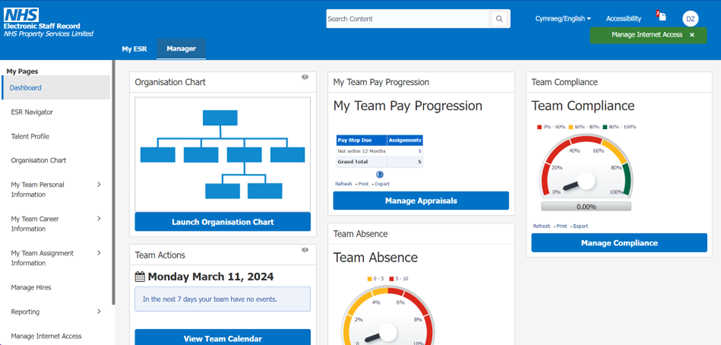 NHS
Electronic Staff Record
NHS Property Services Limited
Search Content
Cymraeg/English
Accessibility
DZ
Manage Internet Access ×
My ESR
Manager
My Pages
Dashboard
ESR Navigator
Talent Profile
Organisation Chart
My Team Personal
Information
My Team Career
Information
My Team Assignment
Information
Manage Hires
Reporting
Manage Internet Access
Organisation Chart
Launch Organisation Chart
Team Actions
Monday March 11, 2024
In the next 7 days your team have no events.
View Team Calendar
My Team Pay Progression
My Team Pay Progression
Pay Step Due Assignments
Not within 12 Months 5
Grand Total 5
Refresh - Print - Export
Manage Appraisals
Team Absence
Team Absence
0 - 5 5 - 10
4% 6%
2% 8%
0 10%
Team Compliance
Team Compliance
0% - 60% 60% - 80% 80% - 100%
40% 60%
20% 80%
0% 100%
0.00%
Refresh - Print - Export
Manage Compliance